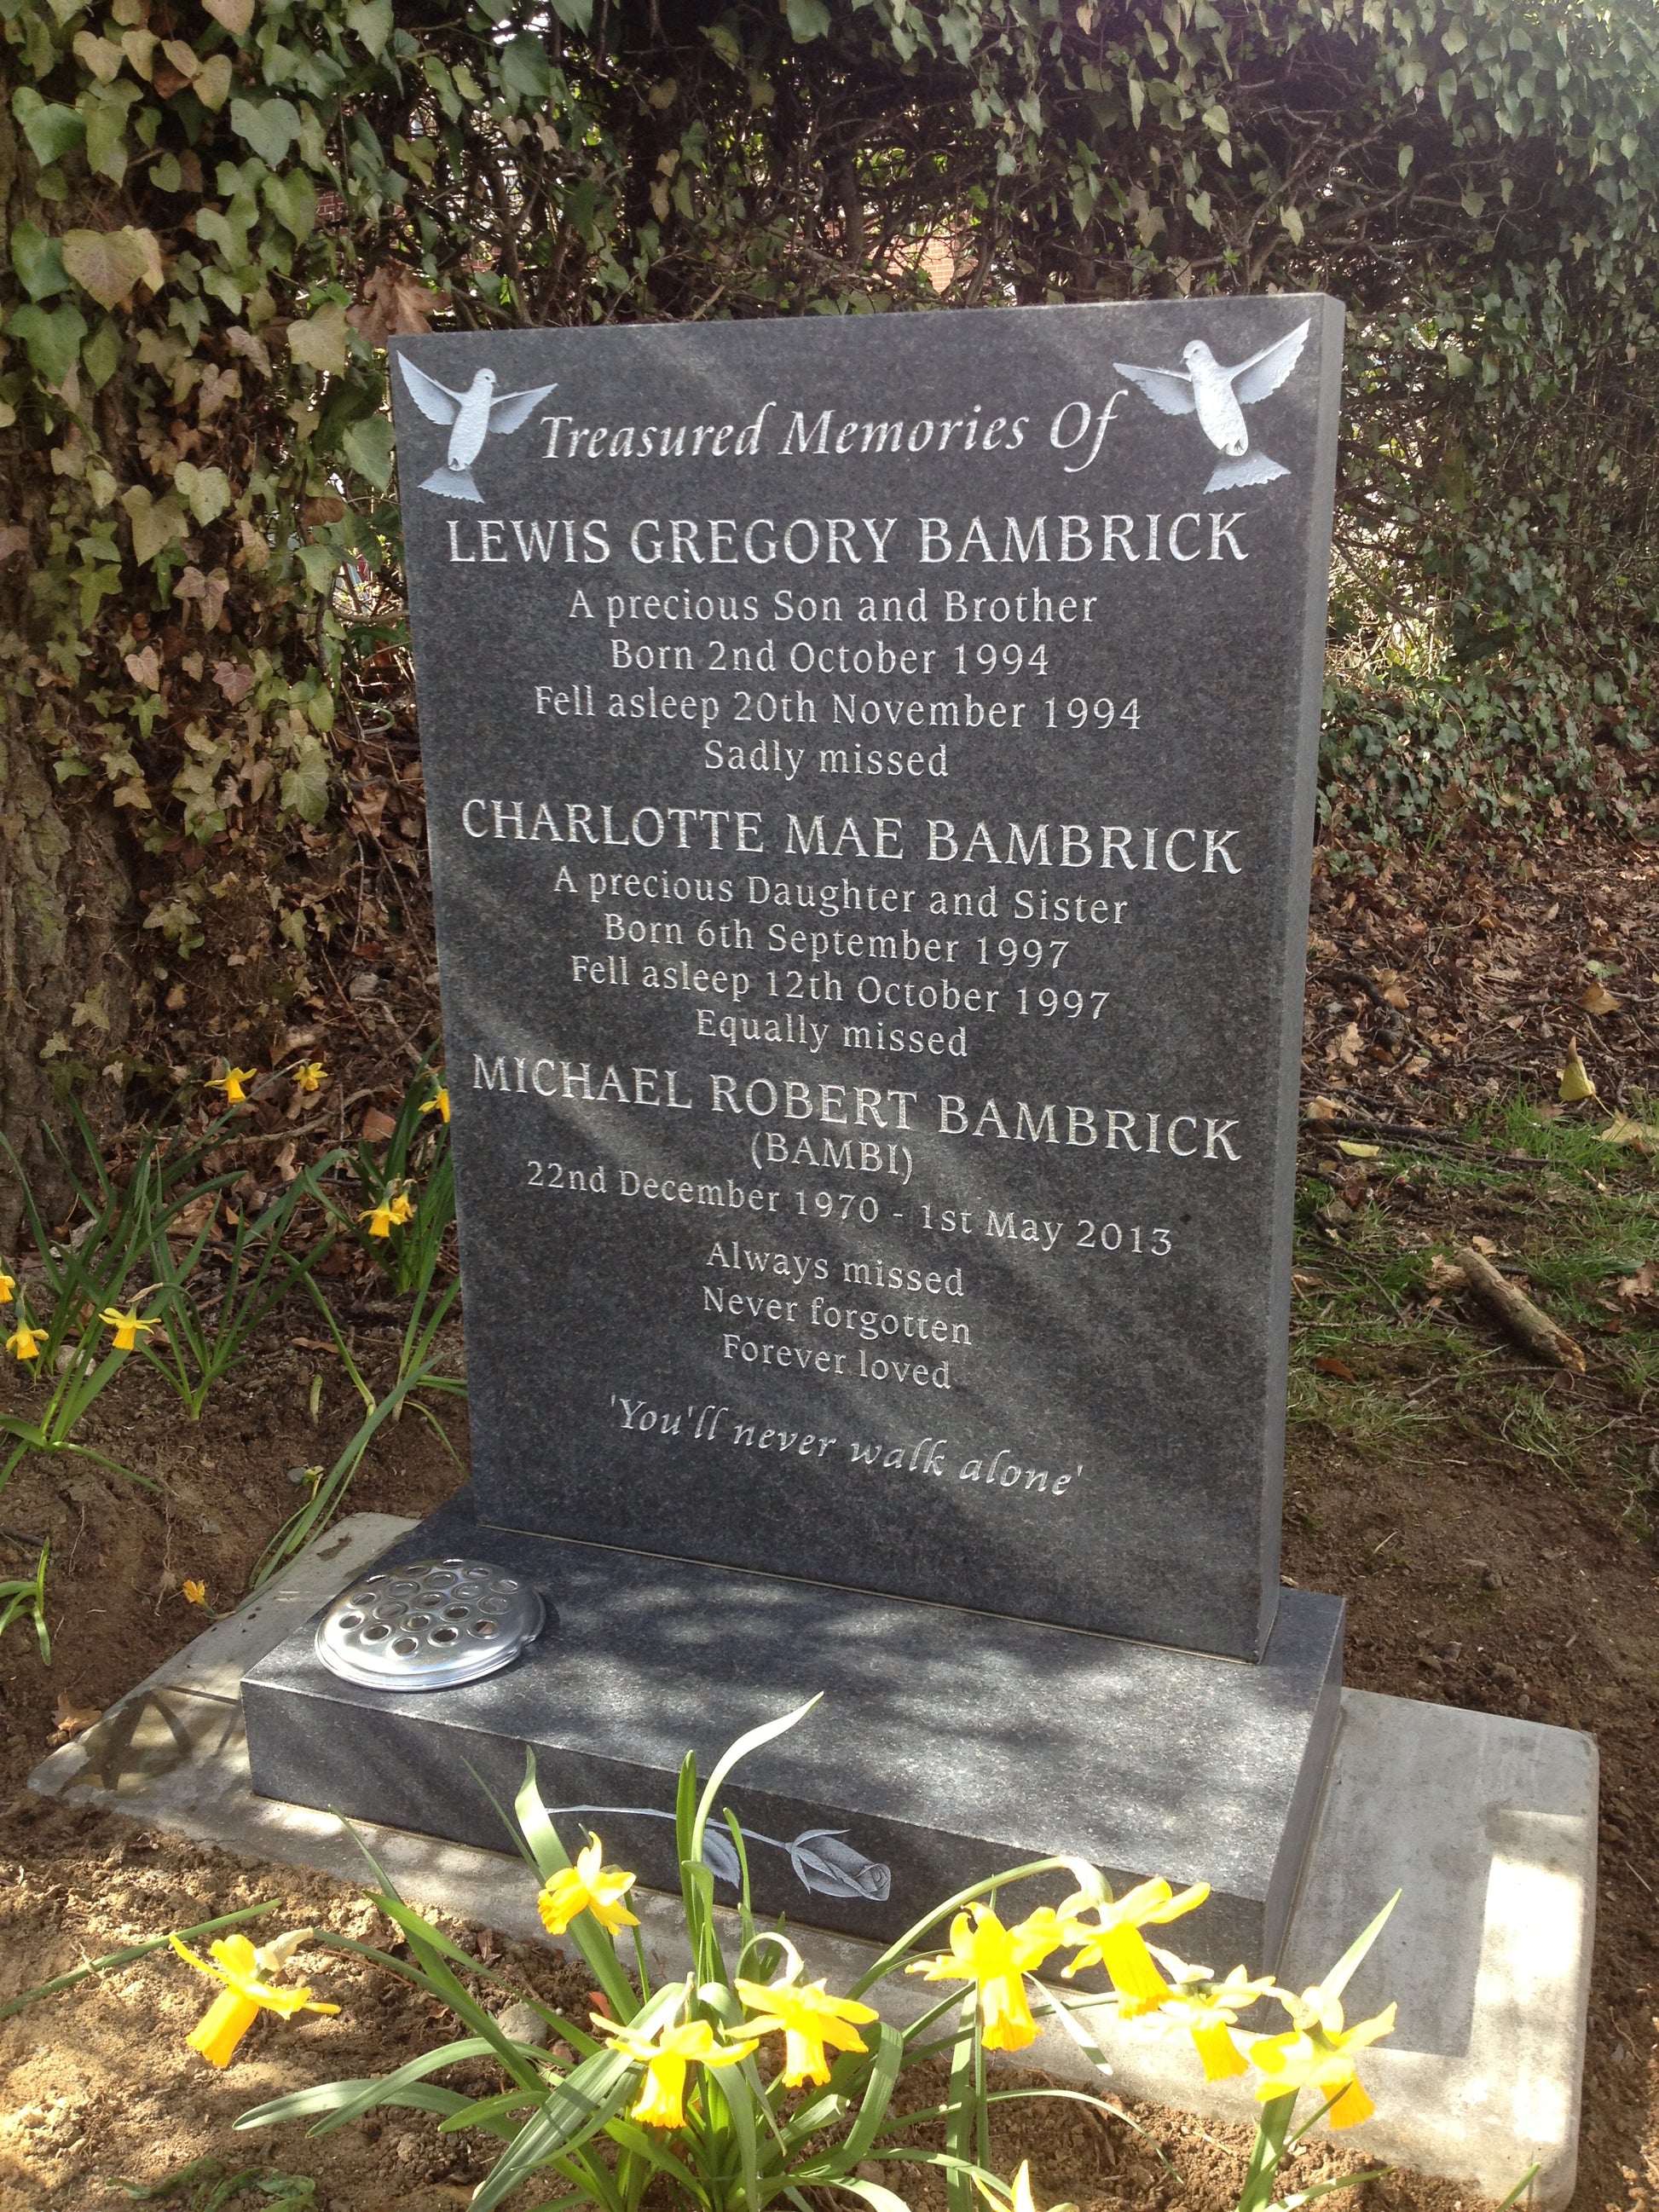 Treasured Memories Of
LEWIS GREGORY BAMBRICK
A precious Son and Brother
Born 2nd October 1994
Fell asleep 20th November 1994
Sadly missed
CHARLOTTE MAE BAMBRICK
A precious Daughter and Sister
Born 6th September 1997
Fell asleep 12th October 1997
Equally missed
MICHAEL ROBERT BAMBRICK
(BAMBI)
22nd December 1970 - 1st May 2013
Always missed
Never forgotten
Forever loved
'You'll never walk alone'